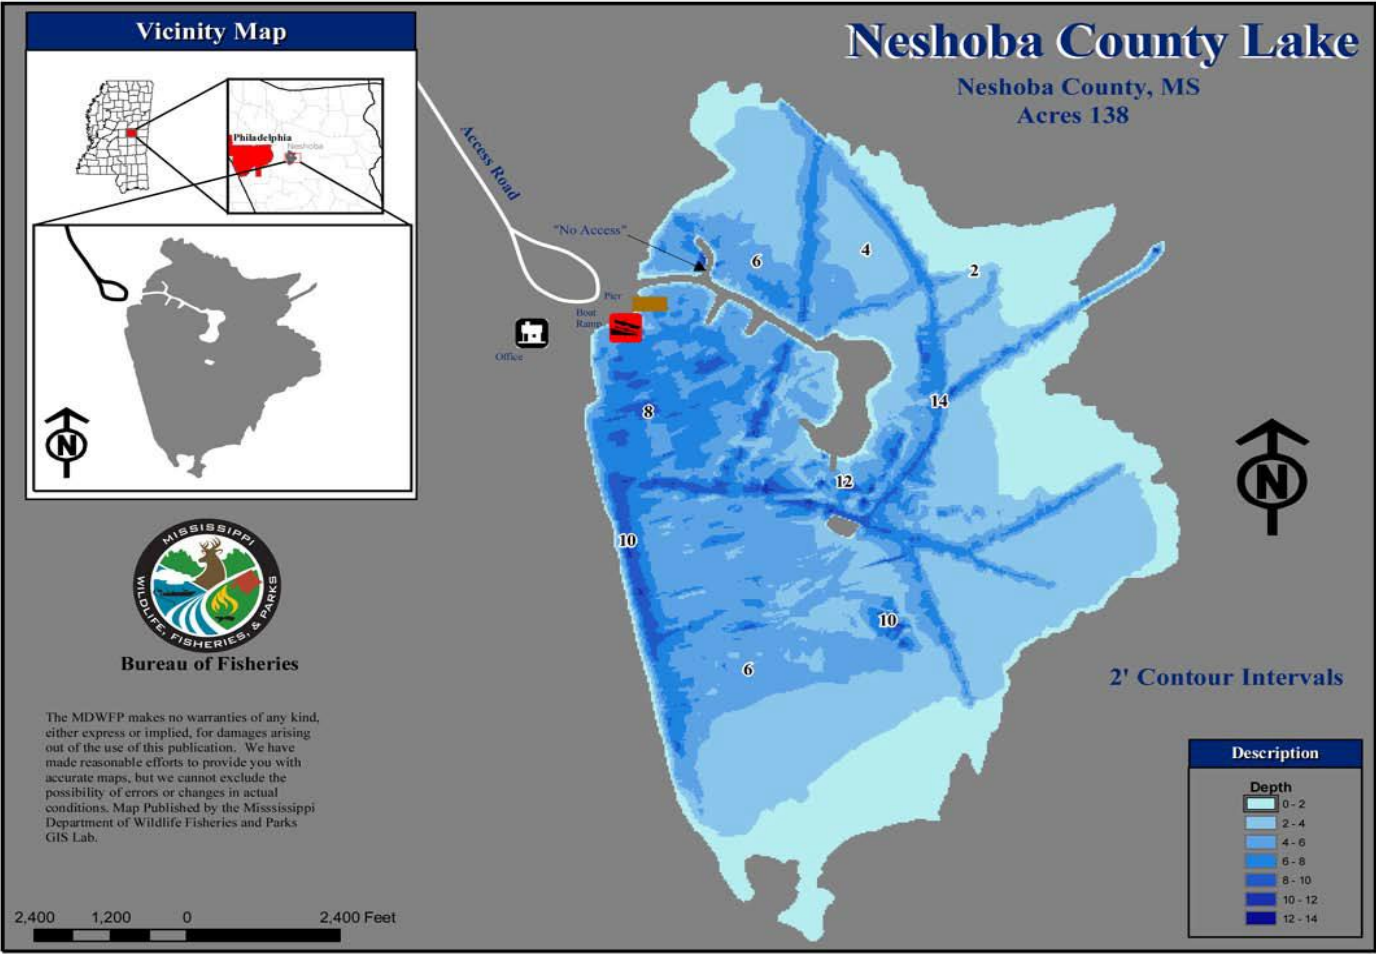 Vicinity Map
Philadelphia
Neshoba
N
MISSISSIPPI
WILDLIFE, FISHERIES, & PARKS
Bureau of Fisheries
The MDWFP makes no warranties of any kind,
either express or implied, for damages arising
out of the use of this publication. We have
made reasonable efforts to provide you with
accurate maps, but we cannot exclude the
possibility of errors or changes in actual
conditions. Map Published by the Misssissippi
Department of Wildlife Fisheries and Parks
GIS Lab.
2,400 1,200 0 2,400 Feet
Neshoba County Lake
Neshoba County, MS
Acres 138
Access Road
"No Access"
Pier
Boat
Ramp
Office
4
6
2
14
8
12
10
10
6
N
2' Contour Intervals
Description
Depth
0 - 2
2 - 4
4 - 6
6 - 8
8 - 10
10 - 12
12 - 14